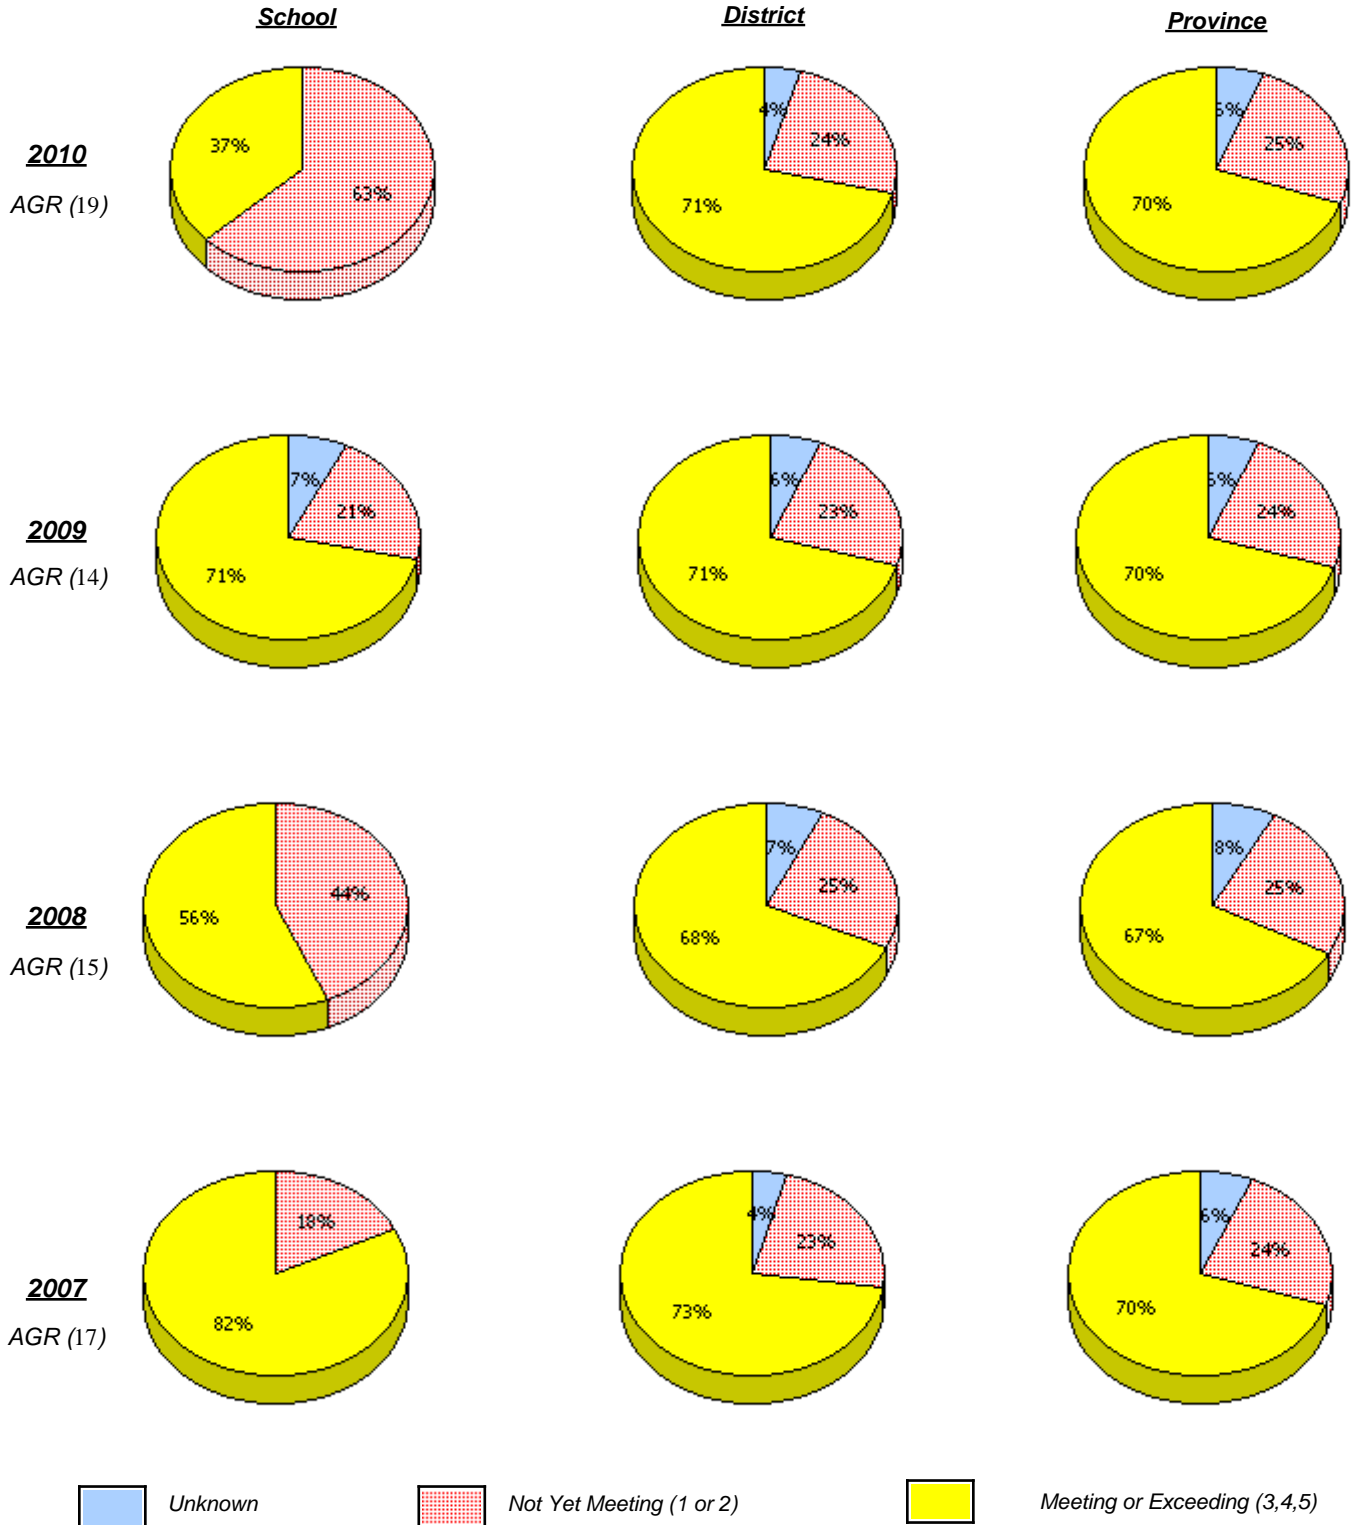 School District Province
4%
24% 25%
37%
2010
63%
AGR (19)
71% 70%
7% 6%
21% 23% 24%
2009
71% 71% 70%
AGR (14)
7% 8%
44% 25% 25%
2008
56% 68% 67%
AGR (15)
18% 4% 6%
23% 24%
2007
82% 73% 70%
AGR (17)
Unknown Not Yet Meeting (1 or 2) Meeting or Exceeding (3,4,5)